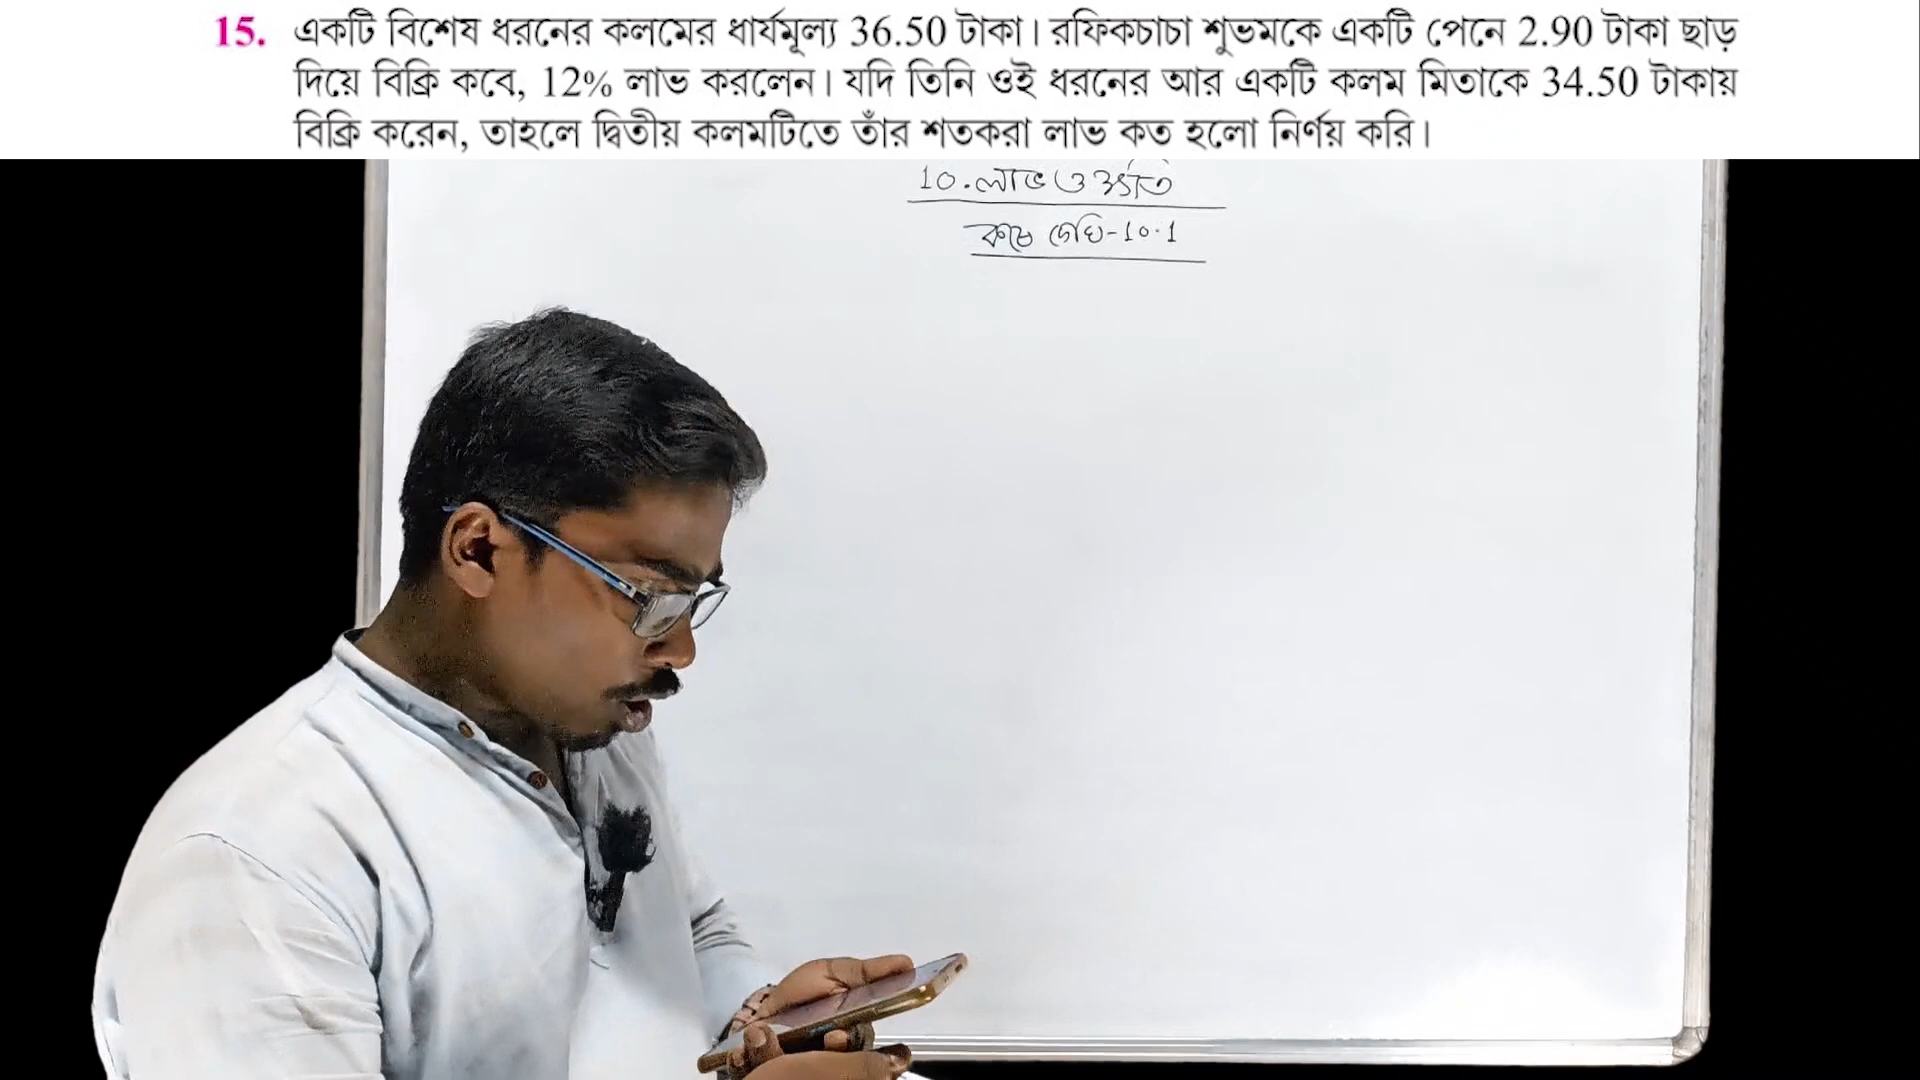 15. একটি বিশেষ ধরনের কলমের ধার্যমূল্য 36.50 টাকা। রফিকচাচা শুভমকে একটি পেনে 2.90 টাকা ছাড়
দিয়ে বিক্রি কবে, 12% লাভ করলেন। যদি তিনি ওই ধরনের আর একটি কলম মিতাকে 34.50 টাকায়
বিক্রি করেন, তাহলে দ্বিতীয় কলমটিতে তাঁর শতকরা লাভ কত হলো নির্ণয় করি।
10. লাভ ও ক্ষতি
কষে দেখি-10.1